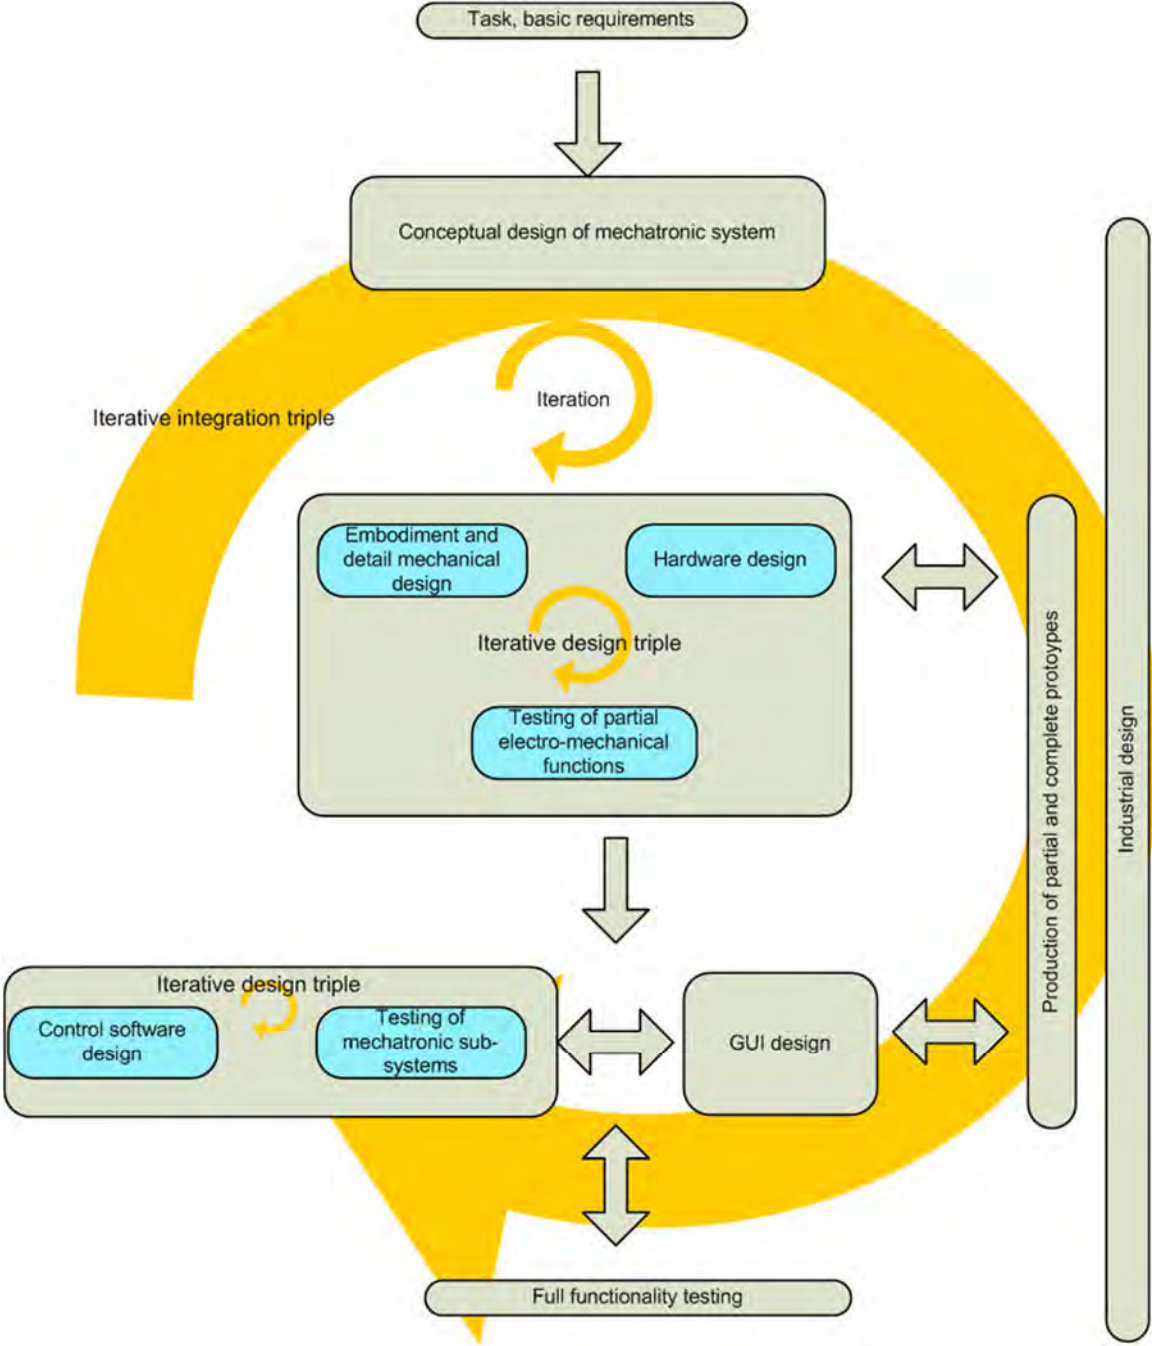 Task, basic requirements
Conceptual design of mechatronic system
Iteration
Iterative integration triple
Embodiment and
detail mechanical
design
Hardware design
Iterative design triple
Testing of partial
electro-mechanical
functions
Production of partial and complete protoypes
Industrial design
Iterative design triple
Control software
design
Testing of
mechatronic sub-
systems
GUI design
Full functionality testing